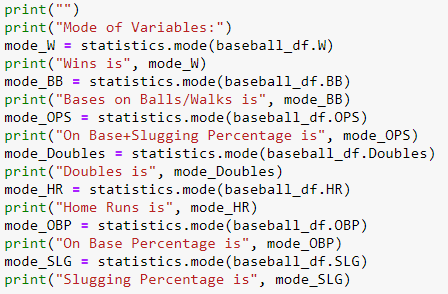 print("")
print("Mode of Variables:")
mode_W = statistics.mode(baseball_df.W)
print("Wins is", mode_W)
mode_BB = statistics.mode(baseball_df.BB)
print("Bases on Balls/Walks is", mode_BB)
mode_OPS = statistics.mode(baseball_df.OPS)
print("On Base+Slugging Percentage is", mode_OPS)
mode_Doubles = statistics.mode(baseball_df.Doubles)
print("Doubles is", mode_Doubles)
mode_HR = statistics.mode(baseball_df.HR)
print("Home Runs is", mode_HR)
mode_OBP = statistics.mode(baseball_df.OBP)
print("On Base Percentage is", mode_OBP)
mode_SLG = statistics.mode(baseball_df.SLG)
print("Slugging Percentage is", mode_SLG)